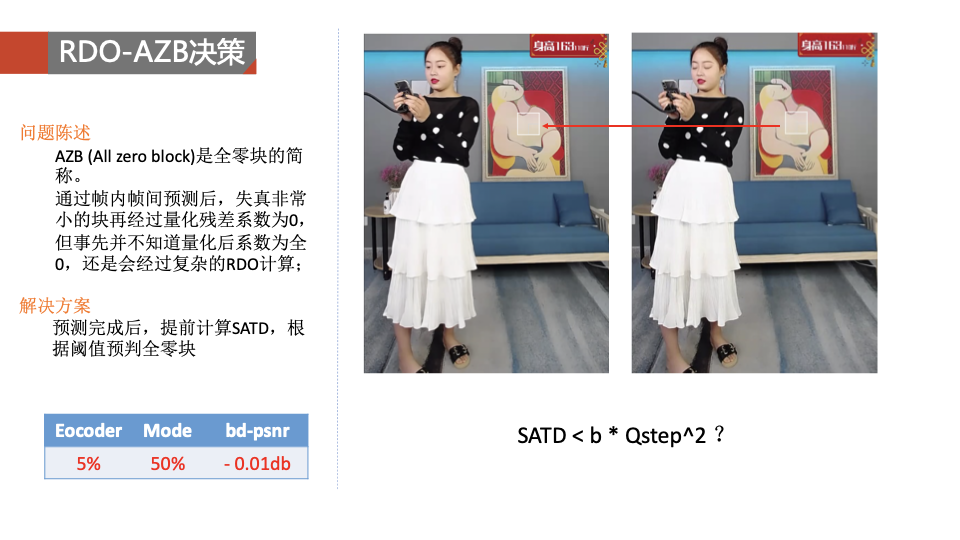 RDO-AZB决策
问题陈述
AZB (All zero block)是全零块的简
称。
通过帧内帧间预测后，失真非常
小的块再经过量化残差系数为0，
但事先并不知道量化后系数为全
0，还是会经过复杂的RDO计算；
解决方案
预测完成后，提前计算SATD，根
据阈值预判全零块
Eocoder Mode bd-psnr
5% 50% - 0.01db
身高163
身高163
SATD < b * Qstep^2 ？